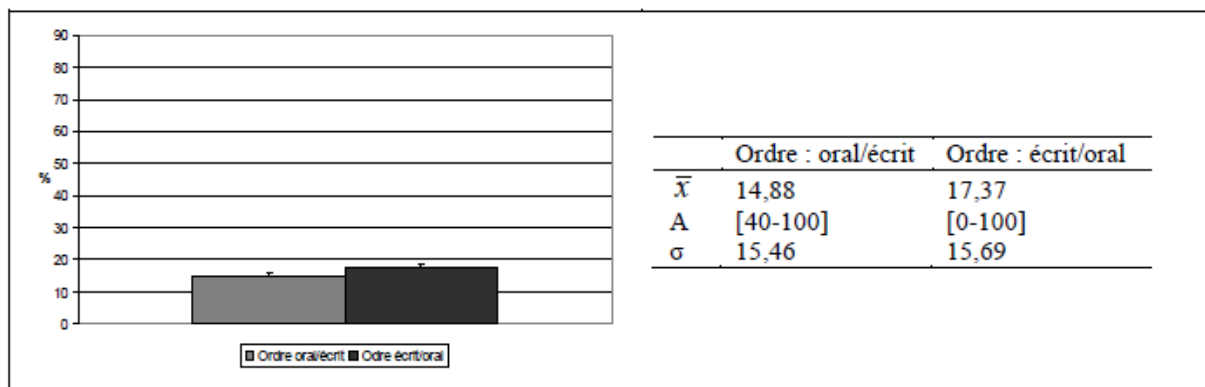 90
80
70
60
50
%
40
30
20
10
0
Ordre oral/écrit Odre écrit/oral
Ordre : oral/écrit Ordre : écrit/oral
x̅ 14,88 17,37
A [40-100] [0-100]
σ 15,46 15,69